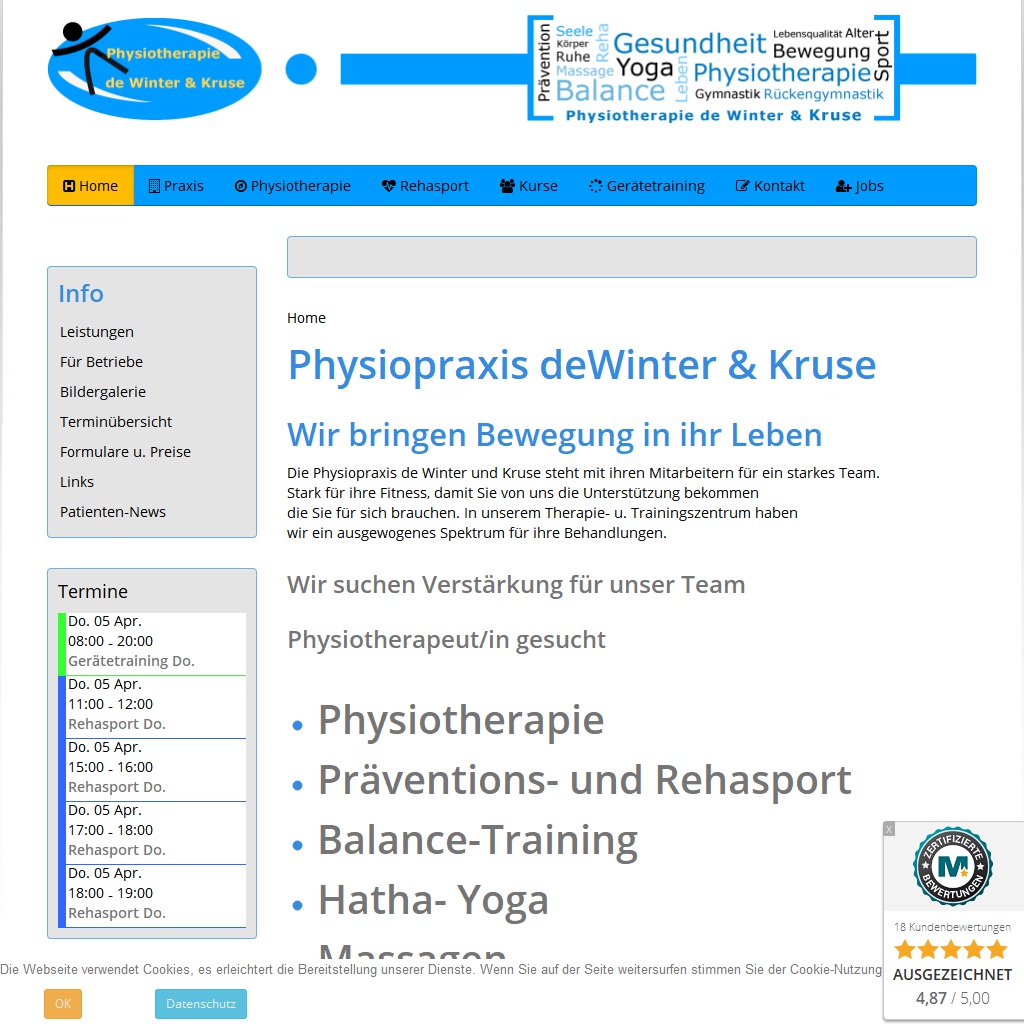 Physiotherapie
de Winter & Kruse
Prävention
Seele
Körper
Ruhe
Massage
Balance
Reha
Yoga
Gesundheit
Leben
Lebensqualität Alter
Bewegung
Physiotherapie
Gymnastik Rückengymnastik
Sport
Physiotherapie de Winter & Kruse
Home Praxis Physiotherapie Rehasport Kurse Gerätetraining Kontakt Jobs
Info
Leistungen
Für Betriebe
Bildergalerie
Terminübersicht
Formulare u. Preise
Links
Patienten-News
Termine
Do. 05 Apr.
08:00 - 20:00
Gerätetraining Do.
Do. 05 Apr.
11:00 - 12:00
Rehasport Do.
Do. 05 Apr.
15:00 - 16:00
Rehasport Do.
Do. 05 Apr.
17:00 - 18:00
Rehasport Do.
Do. 05 Apr.
18:00 - 19:00
Rehasport Do.
Home
Physiopraxis deWinter & Kruse
Wir bringen Bewegung in ihr Leben
Die Physiopraxis de Winter und Kruse steht mit ihren Mitarbeitern für ein starkes Team.
Stark für ihre Fitness, damit Sie von uns die Unterstützung bekommen
die Sie für sich brauchen. In unserem Therapie- u. Trainingszentrum haben
wir ein ausgewogenes Spektrum für ihre Behandlungen.
Wir suchen Verstärkung für unser Team
Physiotherapeut/in gesucht
• Physiotherapie
• Präventions- und Rehasport
• Balance-Training
• Hatha- Yoga
Massagen
Die Webseite verwendet Cookies, es erleichtert die Bereitstellung unserer Dienste. Wenn Sie auf der Seite weitersurfen stimmen Sie der Cookie-Nutzung
OK
Datenschutz
X
ZERTIFIZIERTE
M
BEWERTUNGEN
18 Kundenbewertungen
AUSGEZEICHNET
4,87 / 5,00